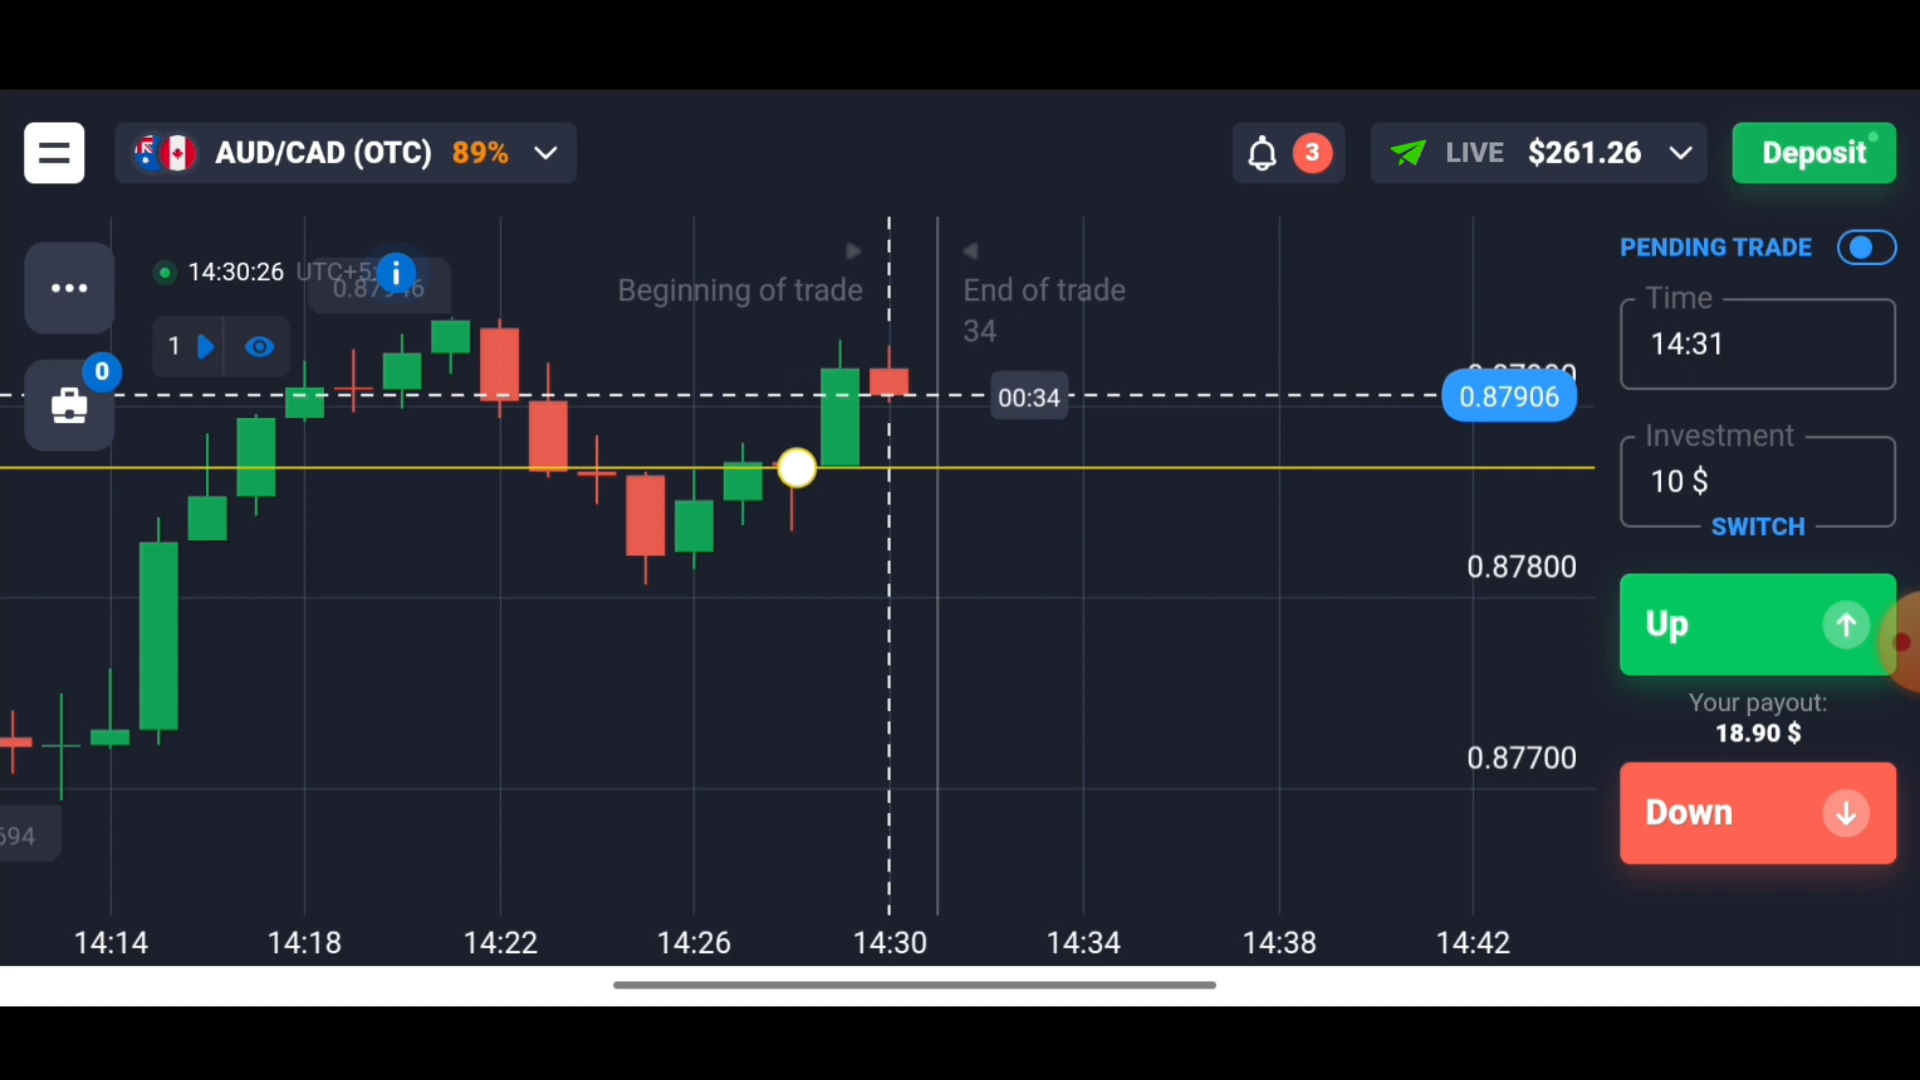 AUD/CAD (OTC) 89%
3
LIVE $261.26
Deposit
14:30:26 UTC+5:
i
1
0
Beginning of trade
End of trade
34
00:34
0.87906
0.87800
0.87700
694
14:14 14:18 14:22 14:26 14:30 14:34 14:38 14:42
PENDING TRADE
Time
14:31
Investment
10 $
SWITCH
Up
Your payout:
18.90 $
Down